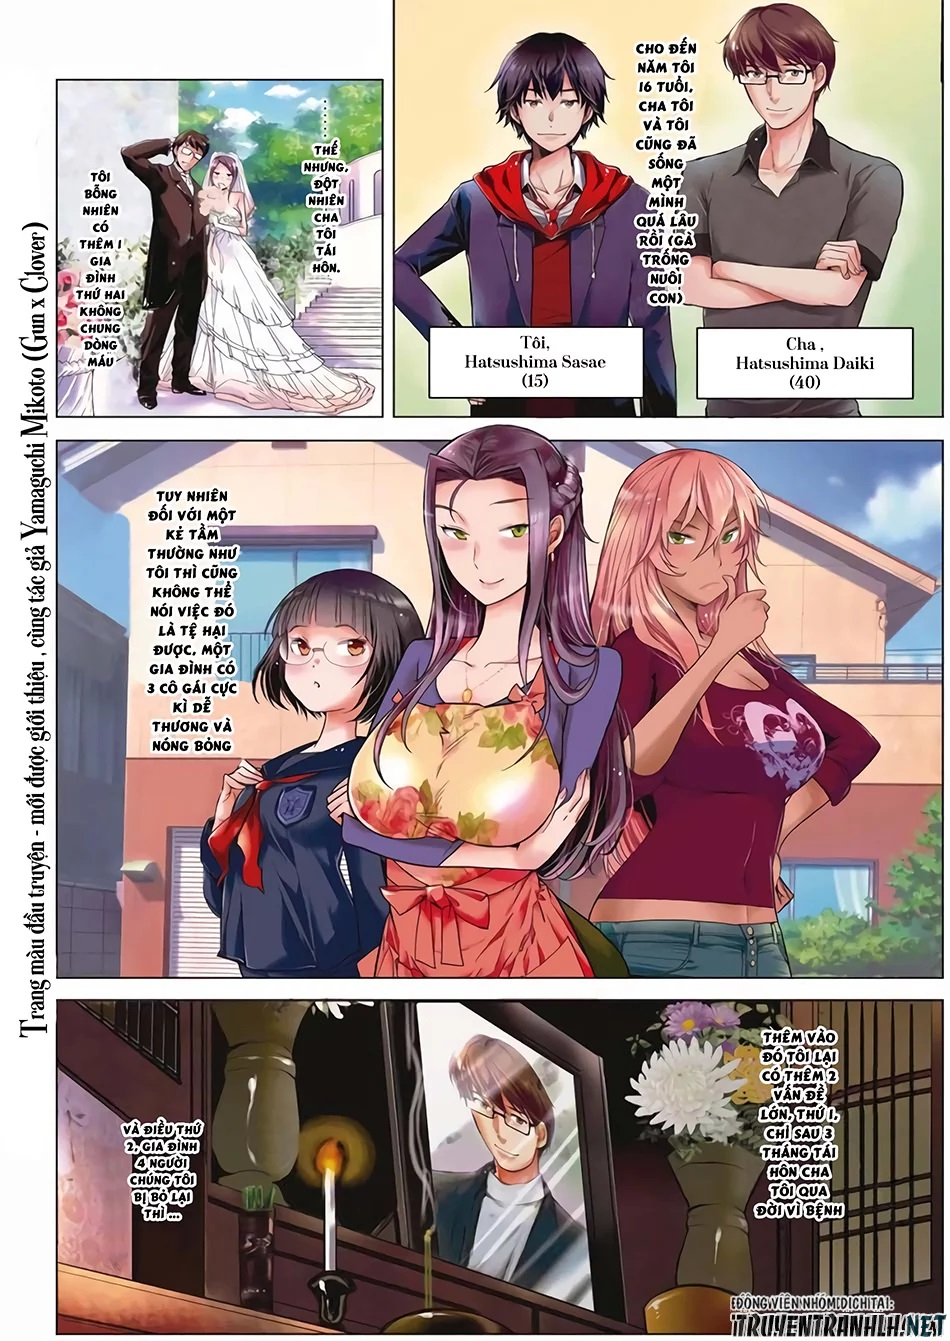 CHO ĐẾN
NĂM TÔI
16 TUỔI,
CHA TÔI
VÀ TÔI
CŨNG ĐÃ
SỐNG
MỘT
MÌNH
QUÁ LÂU
RỒI (GÀ
TRỐNG
NUÔI
CON)
Tôi,
Hatsushima Sasae
(15)
Cha ,
Hatsushima Daiki
(40)
.......
THẾ
NHƯNG,
ĐỘT
NHIÊN
CHA
TÔI
TÁI
HÔN.
TÔI
BỖNG
NHIÊN
CÓ
THÊM 1
GIA
ĐÌNH
THỨ HAI
KHÔNG
CHUNG
DÒNG
MÁU
Trang màu đầu truyện - mới được giới thiệu , cùng tác giả Yamaguchi Mikoto (Gun x Clover)
TUY NHIÊN
ĐỐI VỚI MỘT
KẺ TẦM
THƯỜNG NHƯ
TÔI THÌ CŨNG
KHÔNG THỂ
NÓI VIỆC ĐÓ
LÀ TỆ HẠI
ĐƯỢC, MỘT
GIA ĐÌNH CÓ
3 CÔ GÁI CỰC
KÌ DỄ
THƯƠNG VÀ
NÓNG BỎNG
THÊM VÀO
ĐÓ TÔI LẠI
CÓ THÊM 2
VẤN ĐỀ
LỚN, THỨ 1,
CHỈ SAU 3
THÁNG TÁI
HÔN CHA
TÔI QUA
ĐỜI VÌ BỆNH
VÀ ĐIỀU THỨ
2, GIA ĐÌNH
4 NGƯỜI
CHÚNG TÔI
BỊ BỎ LẠI
THÌ ...
ĐỘNG VIÊN NHÓM DỊCH TẠI:
TRUYENTRANHLH.NET